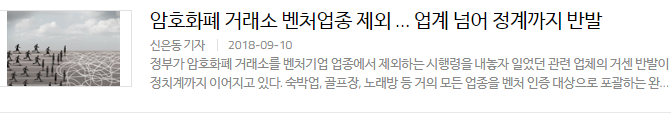 암호화폐 거래소 벤처업종 제외 ... 업계 넘어 정계까지 반발
신은동 기자 | 2018-09-10
정부가 암호화폐 거래소를 벤처기업 업종에서 제외하는 시행령을 내놓자 일었던 관련 업체의 거센 반발이
정치계까지 이어지고 있다. 숙박업, 골프장, 노래방 등 거의 모든 업종을 벤처 인증 대상으로 포괄하는 완...